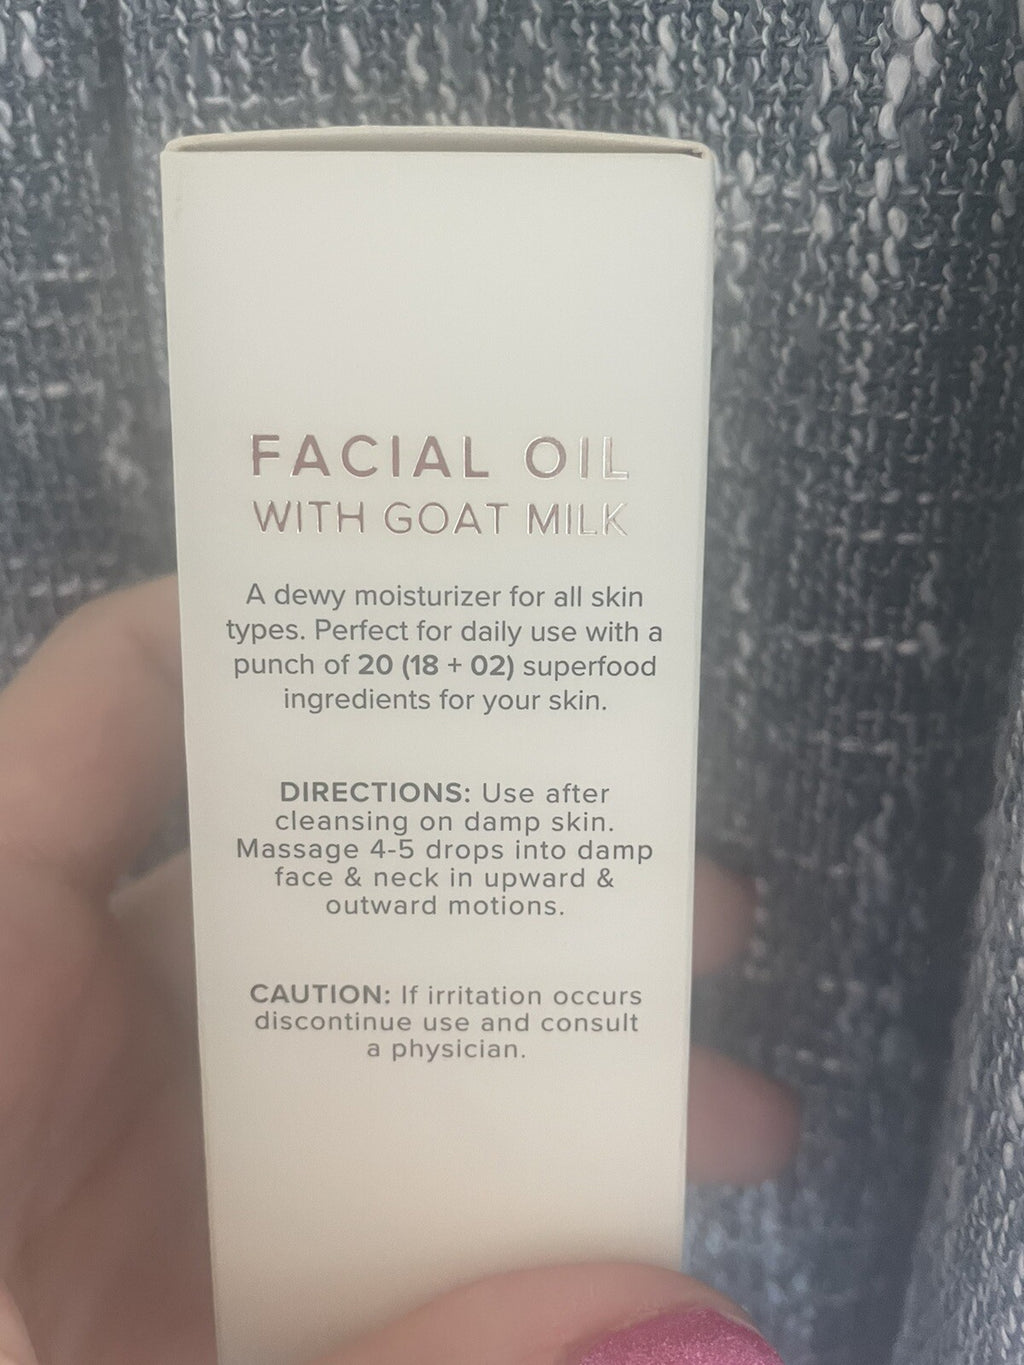 FACIAL OIL
WITH GOAT MILK
A dewy moisturizer for all skin
types. Perfect for daily use with a
punch of 20 (18 + 02) superfood
ingredients for your skin.
DIRECTIONS: Use after
cleansing on damp skin.
Massage 4-5 drops into damp
face & neck in upward &
outward motions.
CAUTION: If irritation occurs
discontinue use and consult
a physician.